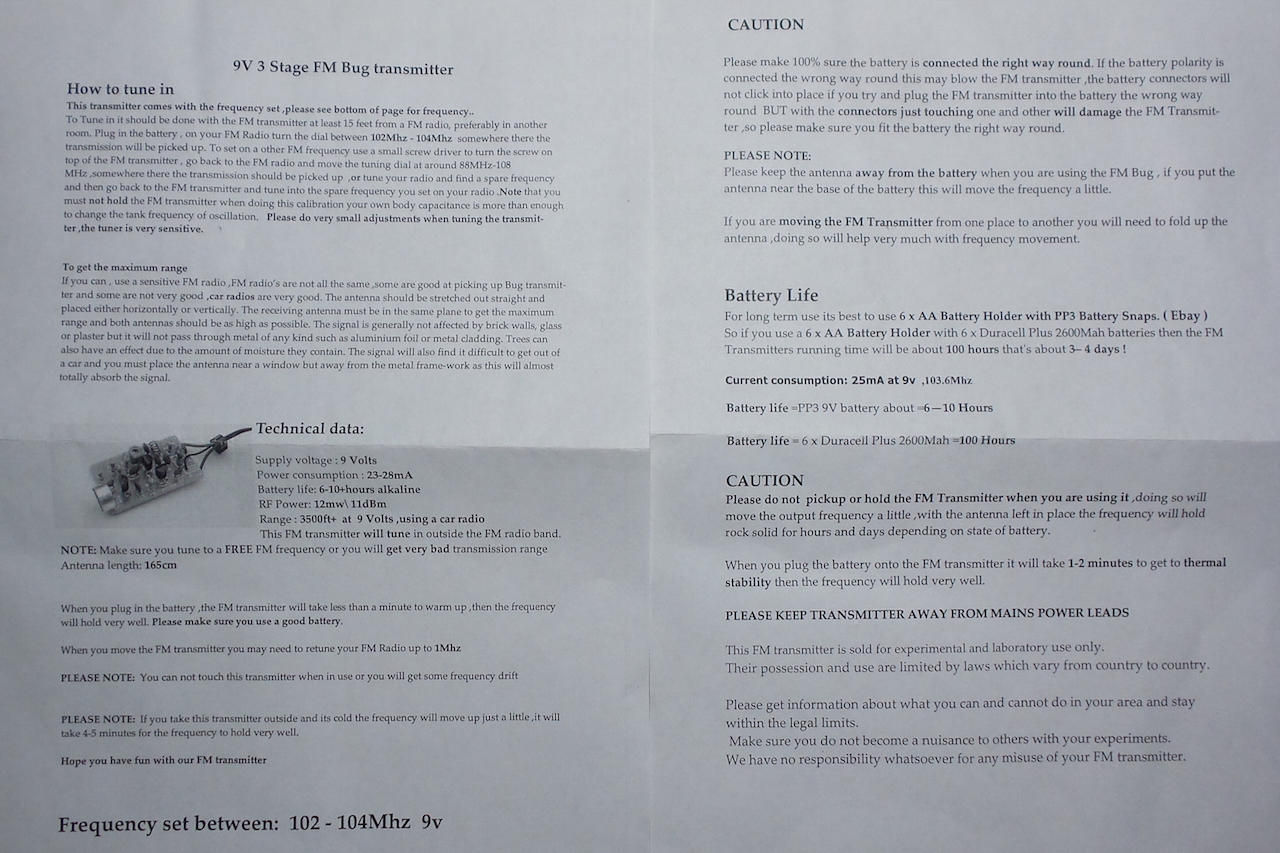 9V 3 Stage FM Bug transmitter
How to tune in
This transmitter comes with the frequency set ,please see bottom of page for frequency..
To Tune in it should be done with the FM transmitter at least 15 feet from a FM radio, preferably in another
room. Plug in the battery , on your FM Radio turn the dial between 102Mhz - 104Mhz somewhere there the
transmission will be picked up. To set on a other FM frequency use a small screw driver to turn the screw on
top of the FM transmitter , go back to the FM radio and move the tuning dial at around 88MHz-108
MHz ,somewhere there the transmission should be picked up ,or tune your radio and find a spare frequency
and then go back to the FM transmitter and tune into the spare frequency you set on your radio .Note that you
must not hold the FM transmitter when doing this calibration your own body capacitance is more than enough
to change the tank frequency of oscillation. Please do very small adjustments when tuning the transmit-
ter ,the tuner is very sensitive.
To get the maximum range
If you can , use a sensitive FM radio ,FM radio's are not all the same ,some are good at picking up Bug transmit-
ter and some are not very good ,car radios are very good. The antenna should be stretched out straight and
placed either horizontally or vertically. The receiving antenna must be in the same plane to get the maximum
range and both antennas should be as high as possible. The signal is generally not affected by brick walls, glass
or plaster but it will not pass through metal of any kind such as aluminium foil or metal cladding. Trees can
also have an effect due to the amount of moisture they contain. The signal will also find it difficult to get out of
a car and you must place the antenna near a window but away from the metal frame-work as this will almost
totally absorb the signal.
Technical data:
Supply voltage : 9 Volts
Power consumption : 23-28mA
Battery life: 6-10+hours alkaline
RF Power: 12mw\ 11dBm
Range : 3500ft+ at 9 Volts ,using a car radio
This FM transmitter will tune in outside the FM radio band.
NOTE: Make sure you tune to a FREE FM frequency or you will get very bad transmission range
Antenna length: 165cm
When you plug in the battery ,the FM transmitter will take less than a minute to warm up ,then the frequency
will hold very well. Please make sure you use a good battery.
When you move the FM transmitter you may need to retune your FM Radio up to 1Mhz
PLEASE NOTE: You can not touch this transmitter when in use or you will get some frequency drift
PLEASE NOTE: If you take this transmitter outside and its cold the frequency will move up just a little ,it will
take 4-5 minutes for the frequency to hold very well.
Hope you have fun with our FM transmitter
Frequency set between: 102 - 104Mhz 9v
CAUTION
Please make 100% sure the battery is connected the right way round. If the battery polarity is
connected the wrong way round this may blow the FM transmitter ,the battery connectors will
not click into place if you try and plug the FM transmitter into the battery the wrong way
round BUT with the connectors just touching one and other will damage the FM Transmit-
ter ,so please make sure you fit the battery the right way round.
PLEASE NOTE:
Please keep the antenna away from the battery when you are using the FM Bug , if you put the
antenna near the base of the battery this will move the frequency a little.
If you are moving the FM Transmitter from one place to another you will need to fold up the
antenna ,doing so will help very much with frequency movement.
Battery Life
For long term use its best to use 6 x AA Battery Holder with PP3 Battery Snaps. ( Ebay )
So if you use a 6 x AA Battery Holder with 6 x Duracell Plus 2600Mah batteries then the FM
Transmitters running time will be about 100 hours that's about 3– 4 days !
Current consumption: 25mA at 9v ,103.6Mhz
Battery life =PP3 9V battery about =6—10 Hours
Battery life = 6 x Duracell Plus 2600Mah =100 Hours
CAUTION
Please do not pickup or hold the FM Transmitter when you are using it ,doing so will
move the output frequency a little ,with the antenna left in place the frequency will hold
rock solid for hours and days depending on state of battery.
When you plug the battery onto the FM transmitter it will take 1-2 minutes to get to thermal
stability then the frequency will hold very well.
PLEASE KEEP TRANSMITTER AWAY FROM MAINS POWER LEADS
This FM transmitter is sold for experimental and laboratory use only.
Their possession and use are limited by laws which vary from country to country.
Please get information about what you can and cannot do in your area and stay
within the legal limits.
Make sure you do not become a nuisance to others with your experiments.
We have no responsibility whatsoever for any misuse of your FM transmitter.